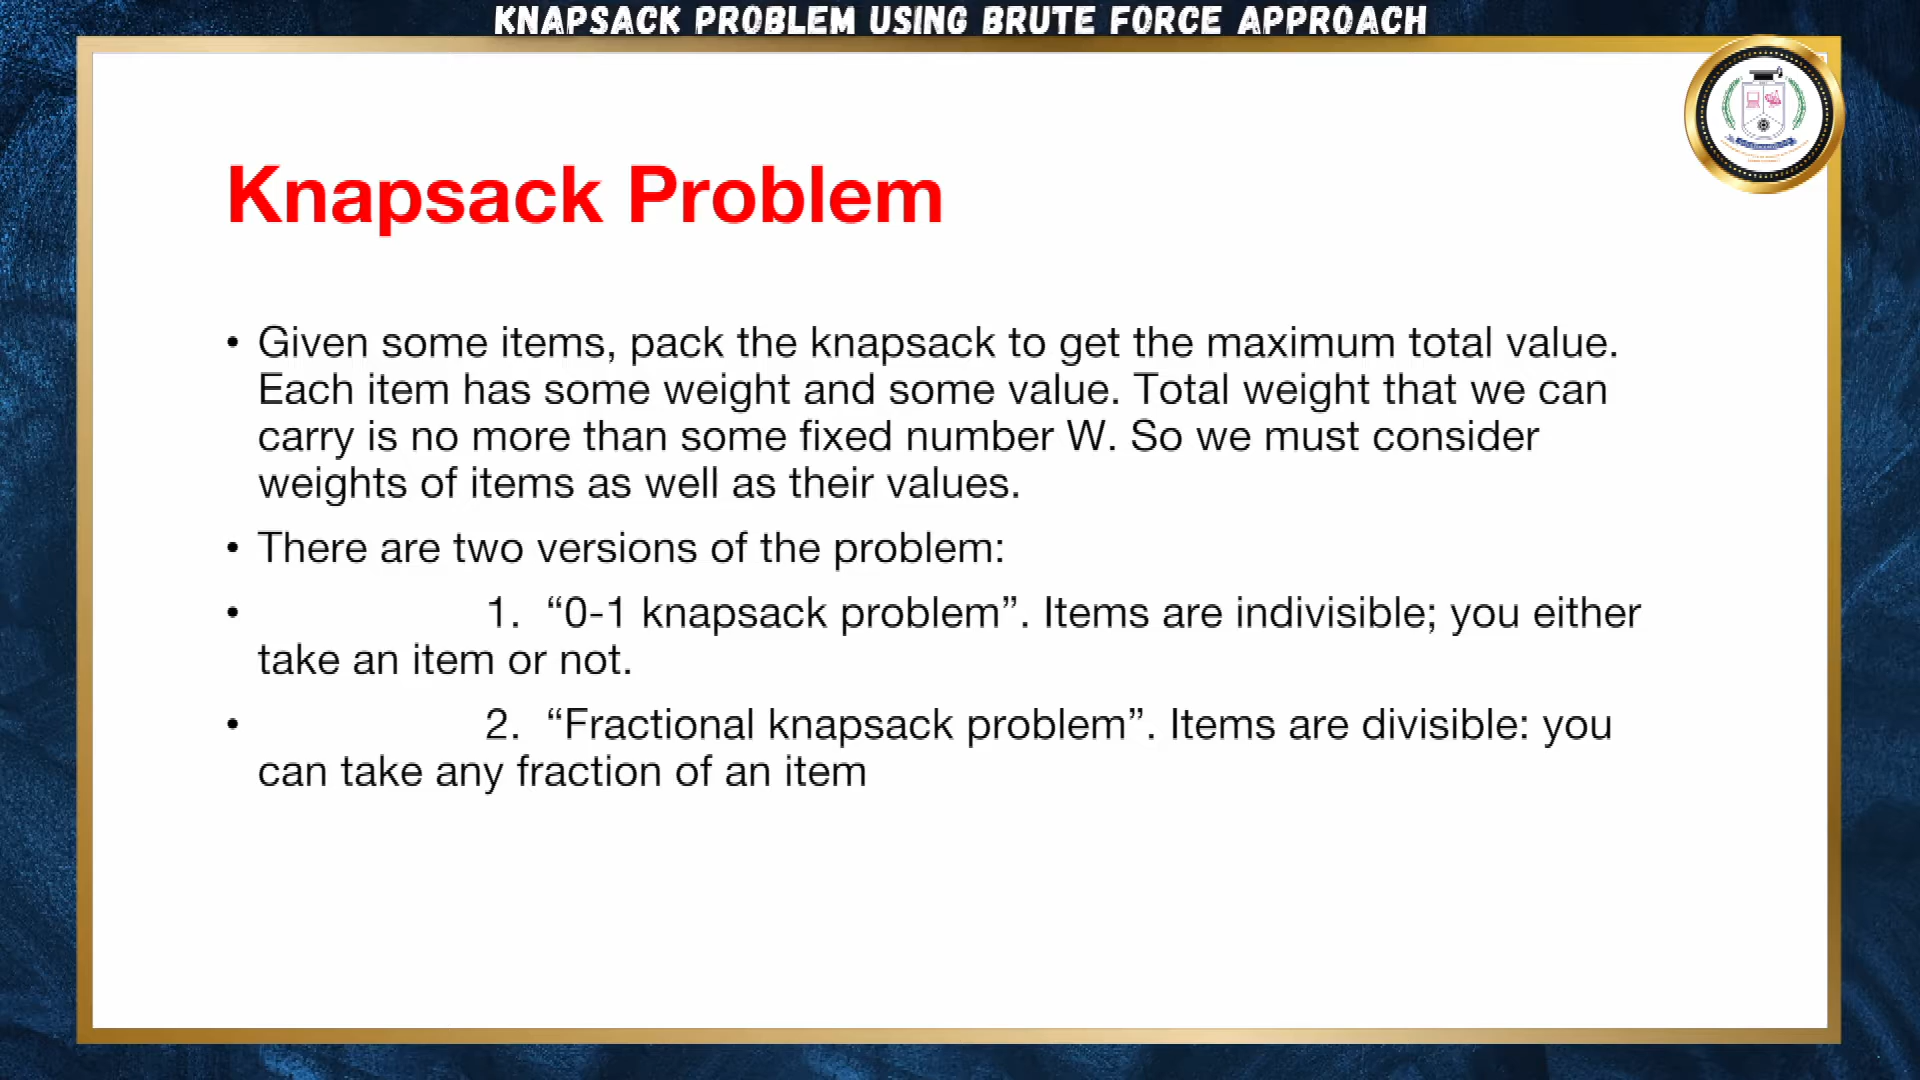 KNAPSACK PROBLEM USING BRUTE FORCE APPROACH
Knapsack Problem
• Given some items, pack the knapsack to get the maximum total value.
Each item has some weight and some value. Total weight that we can
carry is no more than some fixed number W. So we must consider
weights of items as well as their values.
• There are two versions of the problem:
• 1. “0-1 knapsack problem”. Items are indivisible; you either
take an item or not.
• 2. “Fractional knapsack problem”. Items are divisible: you
can take any fraction of an item